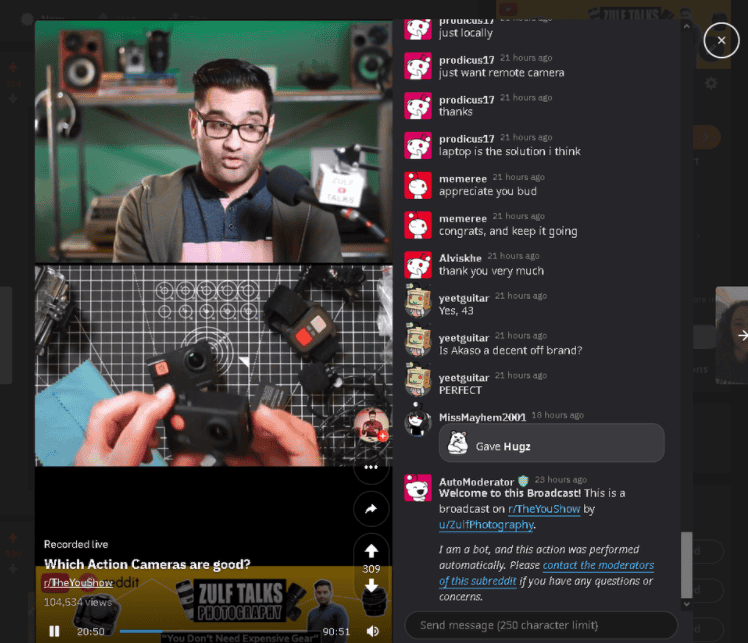 ZULF TALKS
ZULF
TALKS
Recorded live
Which Action Cameras are good?
r/TheYouShow
reddit
104,534 views
ZULF TALKS
PHOTOGRAPHY
"You Don't Need Expensive Gear"
20:50
90:51
309
prodicus17
just locally
prodicus17 21 hours ago
just want remote camera
prodicus17 21 hours ago
thanks
prodicus17 21 hours ago
laptop is the solution i think
memeree 21 hours ago
appreciate you bud
memeree 21 hours ago
congrats, and keep it going
Alviskhe 21 hours ago
thank you very much
yeetguitar 21 hours ago
Yes, 43
yeetguitar 21 hours ago
Is Akaso a decent off brand?
yeetguitar 21 hours ago
PERFECT
MissMayhem2001 18 hours ago
Gave Hugz
AutoModerator 23 hours ago
Welcome to this Broadcast! This is a
broadcast on r/TheYouShow by
u/ZulfPhotography.
I am a bot, and this action was performed
automatically. Please contact the moderators
of this subreddit if you have any questions or
concerns.
Send message (250 character limit)